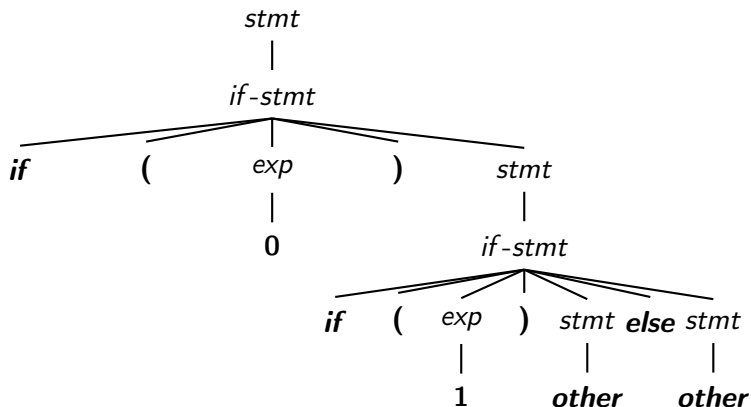 stmt
if-stmt
if ( exp ) stmt
0 if-stmt
if ( exp ) stmt else stmt
1 other other